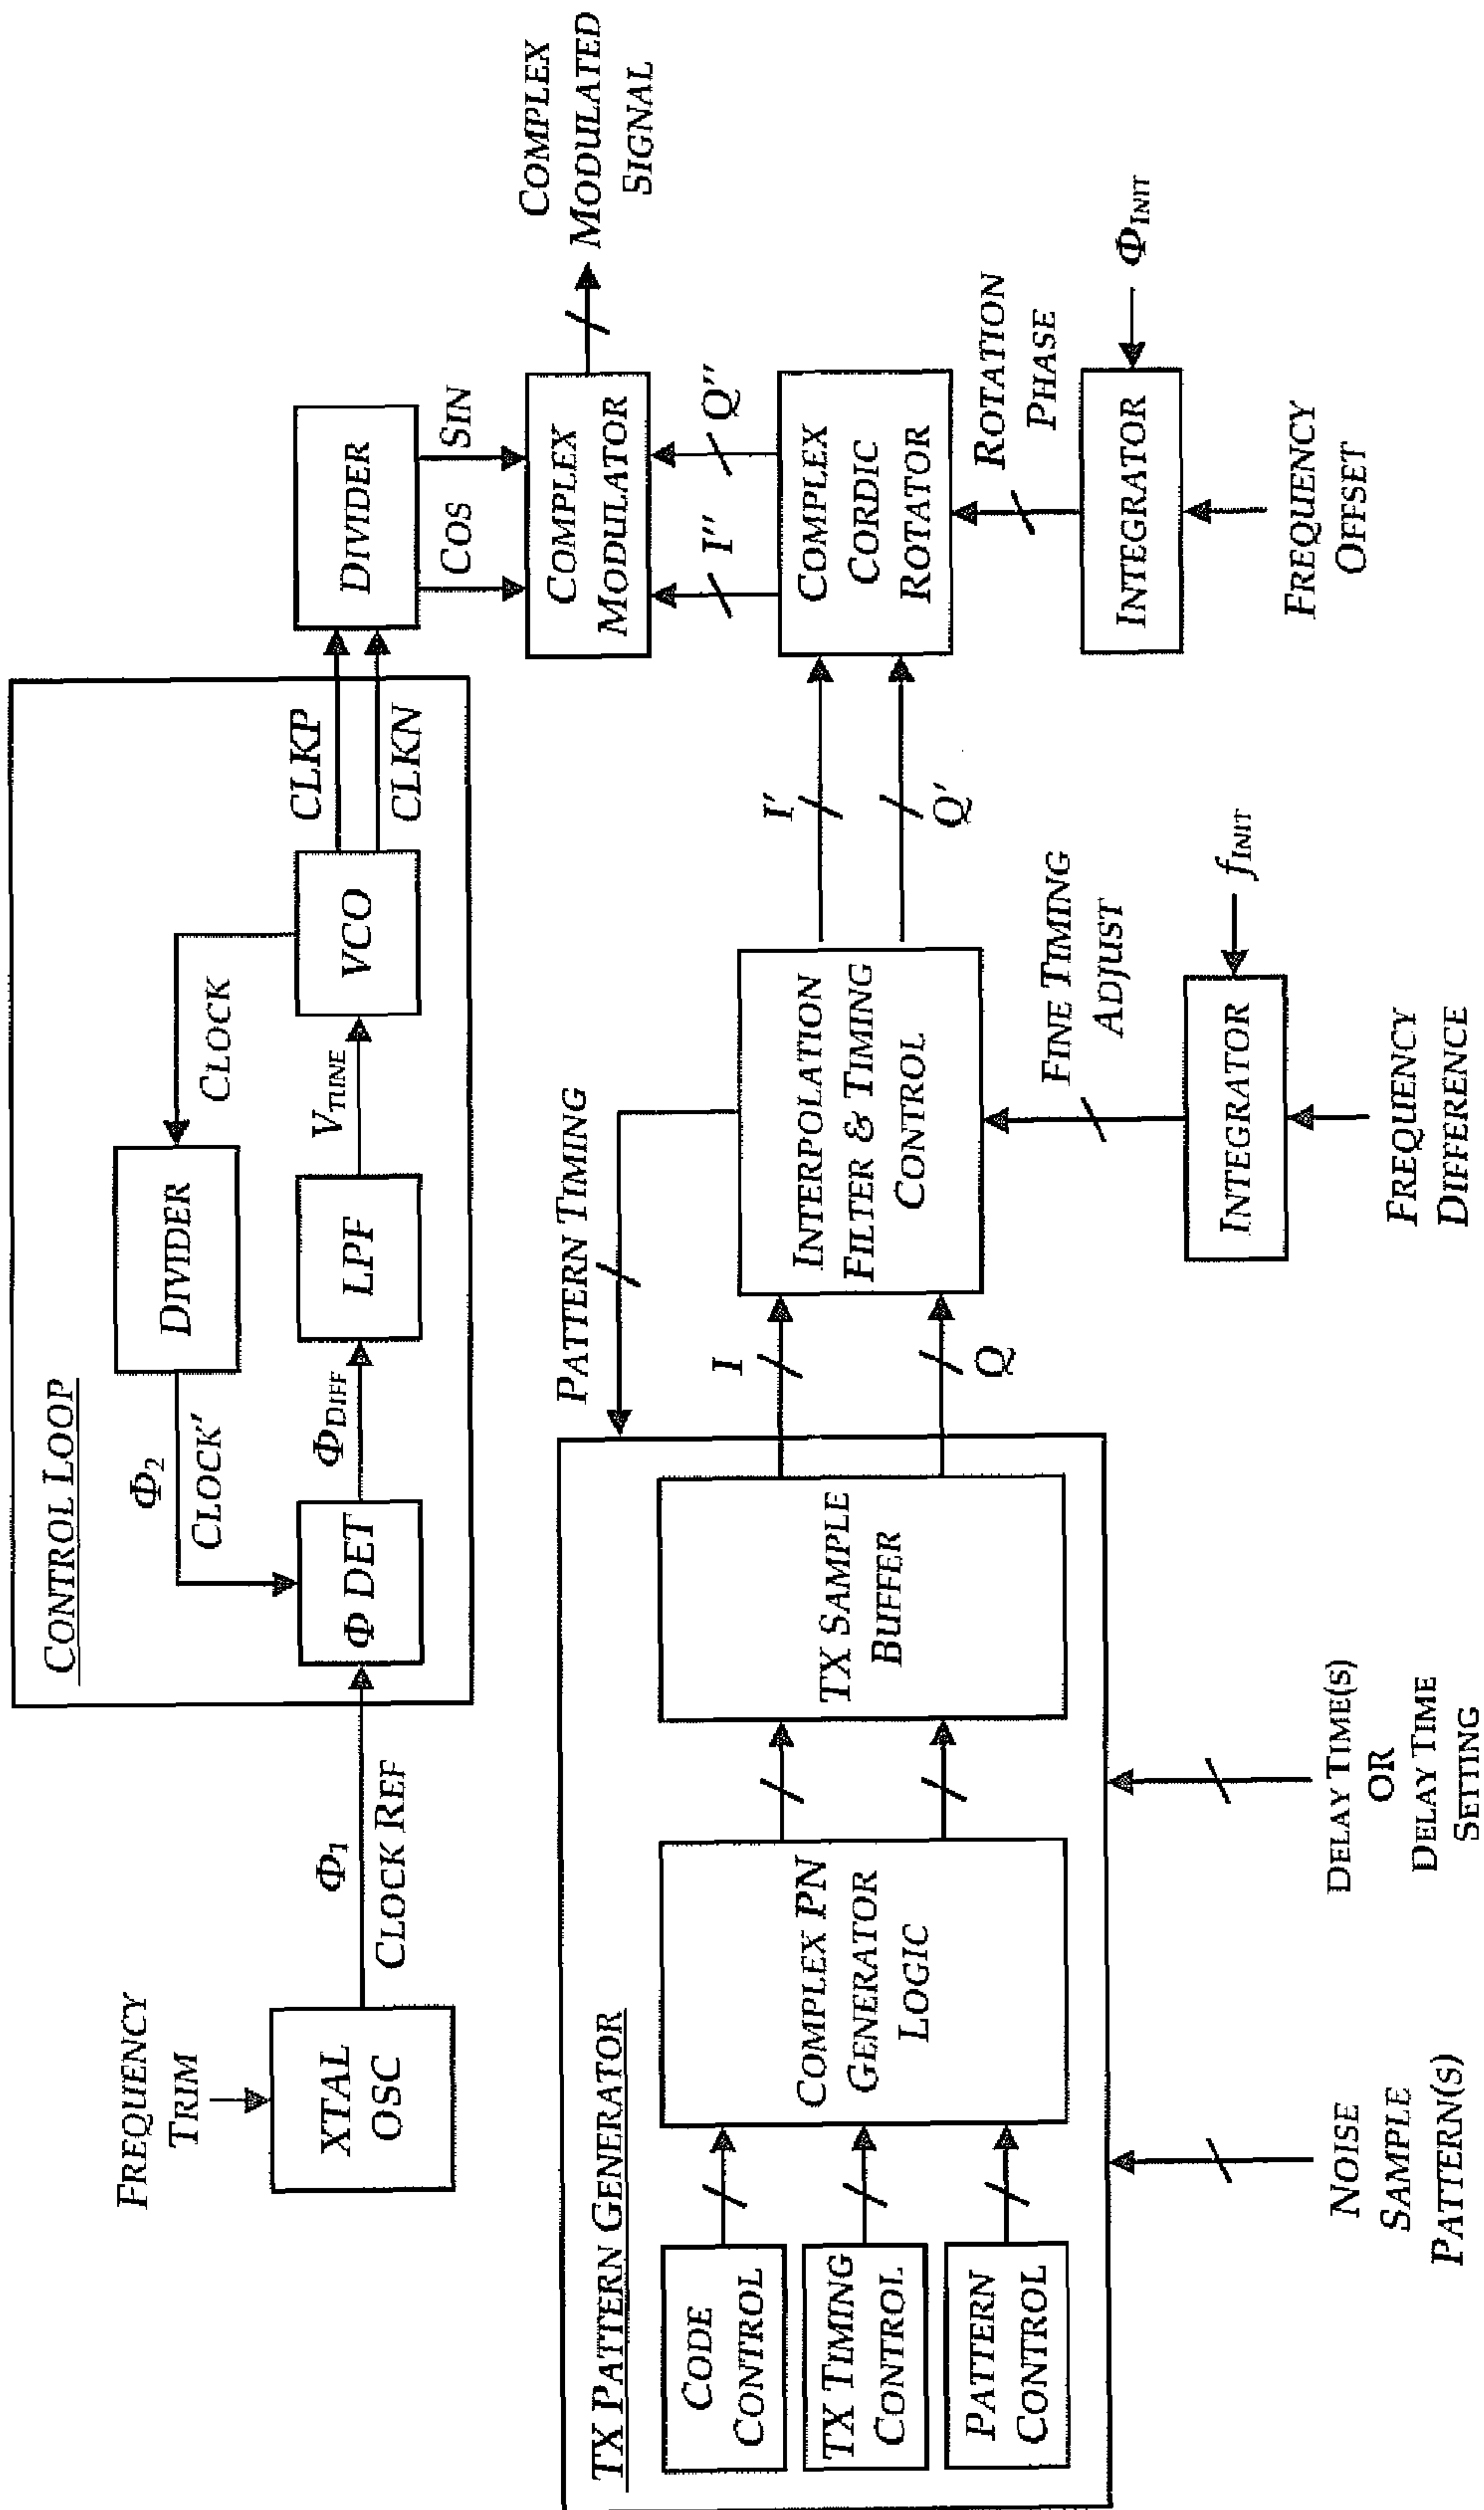 FREQUENCY
TRIM
XTAL
OSC
Φ1
CLOCK REF
CONTROL LOOP
Φ2
CLOCK'
Φ DET
ΦDIFF
DIVIDER
LPF
VTUNE
CLOCK
VCO
CLKP
CLKN
DIVIDER
COS
SIN
COMPLEX
MODULATOR
COMPLEX
MODULATED
SIGNAL
I''
Q''
TX PATTERN GENERATOR
CODE
CONTROL
TX TIMING
CONTROL
PATTERN
CONTROL
COMPLEX PN
GENERATOR
LOGIC
TX SAMPLE
BUFFER
PATTERN TIMING
I
Q
INTERPOLATION
FILTER & TIMING
CONTROL
I'
Q'
COMPLEX
CORDIC
ROTATOR
ROTATION
PHASE
INTEGRATOR
ΦINIT
FREQUENCY
OFFSET
FINE TIMING
ADJUST
INTEGRATOR
fINIT
FREQUENCY
DIFFERENCE
NOISE
SAMPLE
PATTERN(S)
DELAY TIME(S)
OR
DELAY TIME
SETTING